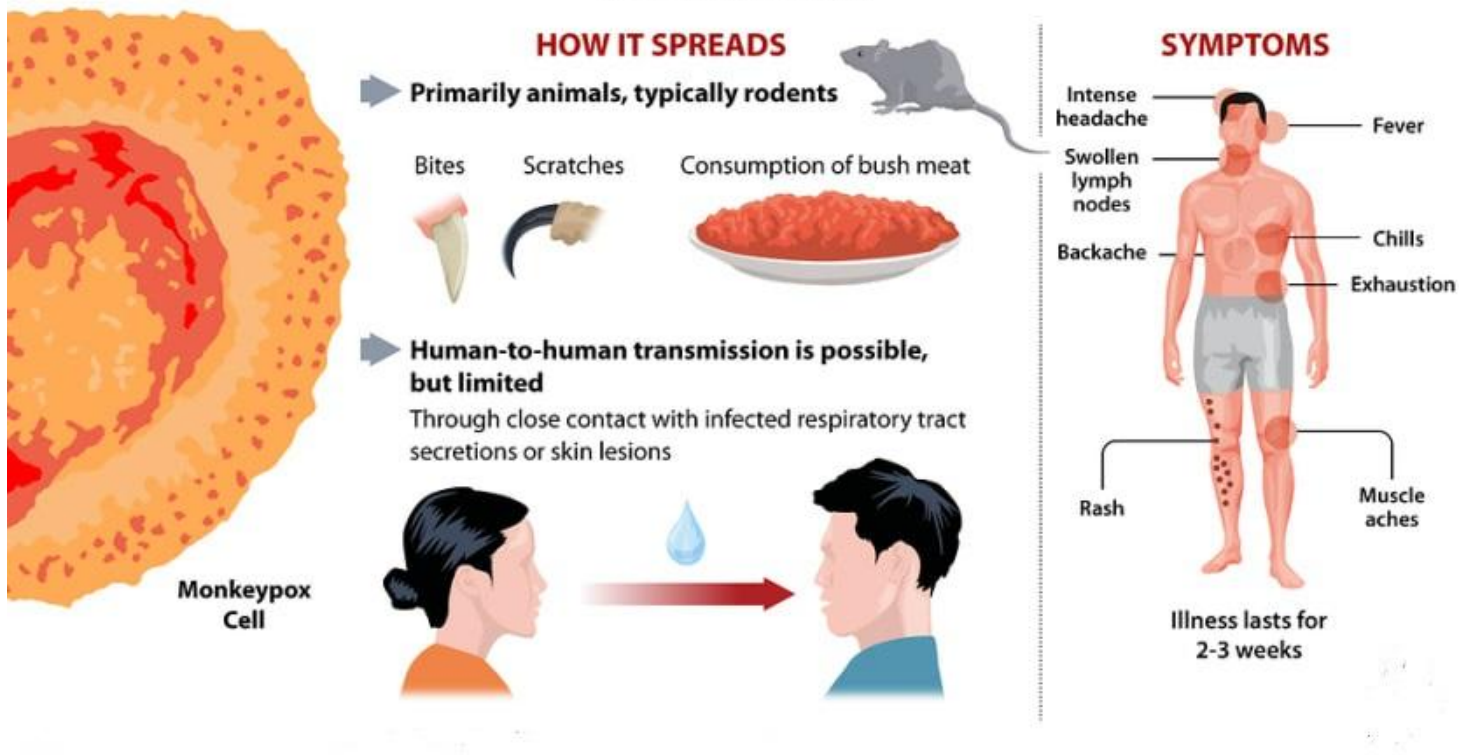 HOW IT SPREADS
Primarily animals, typically rodents
Bites
Scratches
Consumption of bush meat
Human-to-human transmission is possible,
but limited
Through close contact with infected respiratory tract
secretions or skin lesions
Monkeypox
Cell
SYMPTOMS
Intense
headache
Fever
Swollen
lymph
nodes
Chills
Backache
Exhaustion
Rash
Muscle
aches
Illness lasts for
2-3 weeks